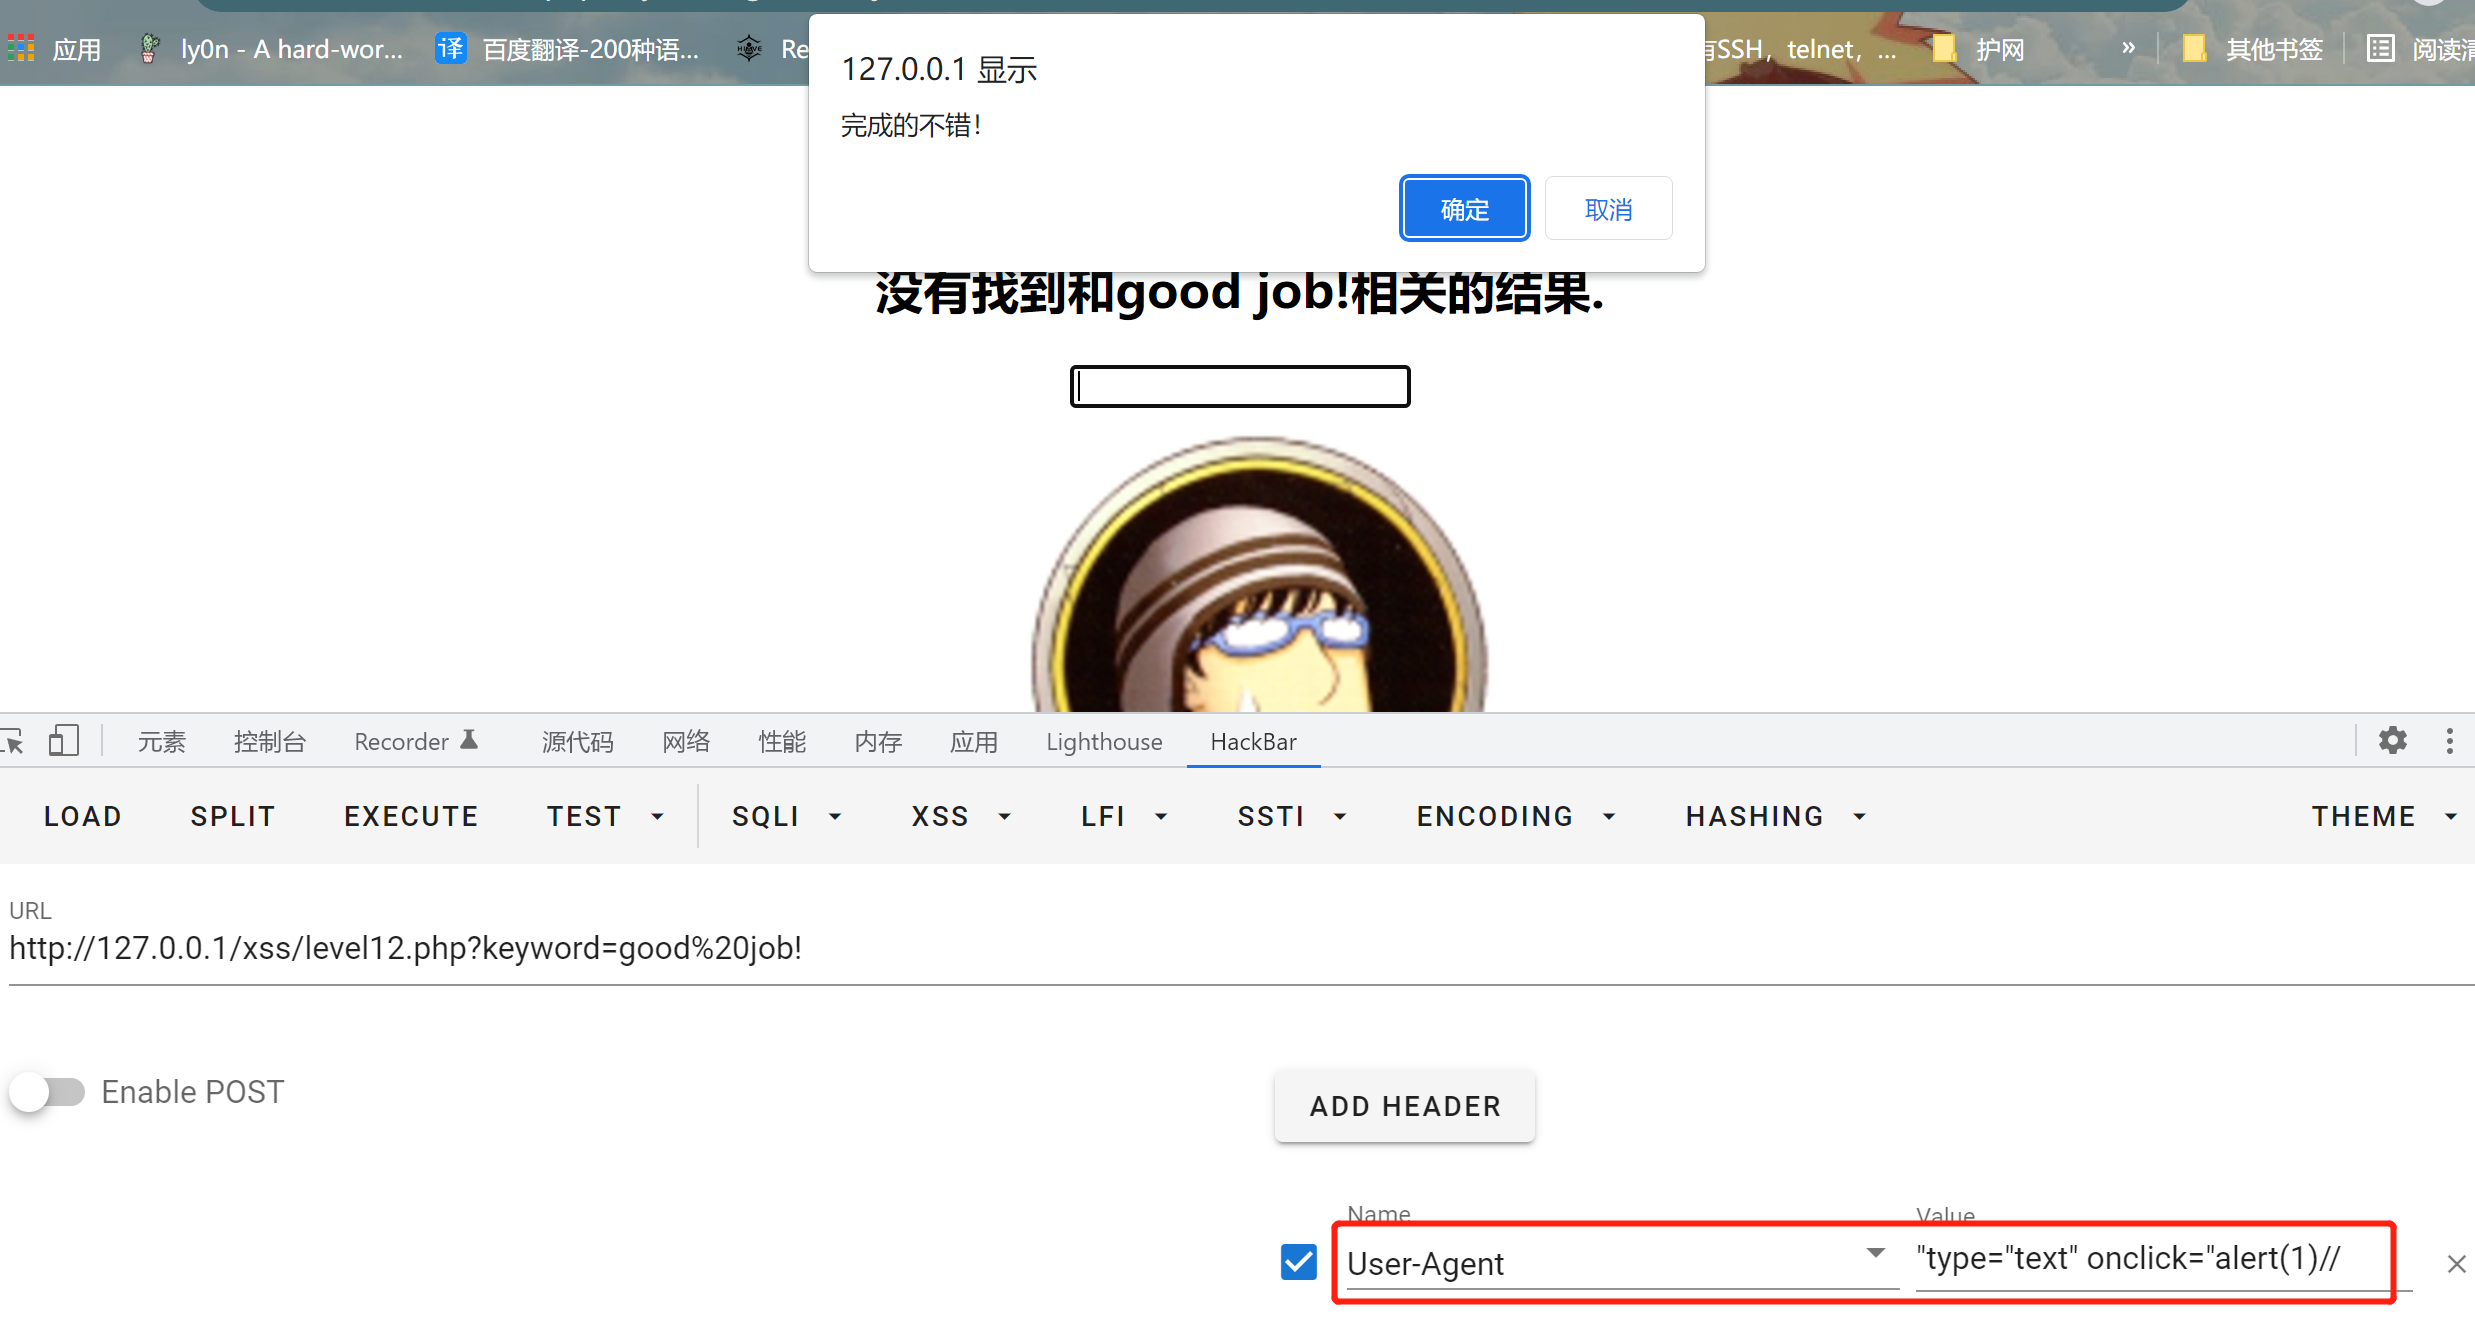 应用 ly0n - A hard-wor... 译 百度翻译-200种语... Re 有SSH，telnet，... 护网 » 其他书签 阅读清
127.0.0.1 显示
完成的不错！
确定 取消
没有找到和good job!相关的结果.
元素 控制台 Recorder 源代码 网络 性能 内存 应用 Lighthouse HackBar
LOAD SPLIT EXECUTE TEST SQLI XSS LFI SSTI ENCODING HASHING THEME
URL
http://127.0.0.1/xss/level12.php?keyword=good%20job!
Enable POST
ADD HEADER
Name Value
User-Agent "type="text" onclick="alert(1)//